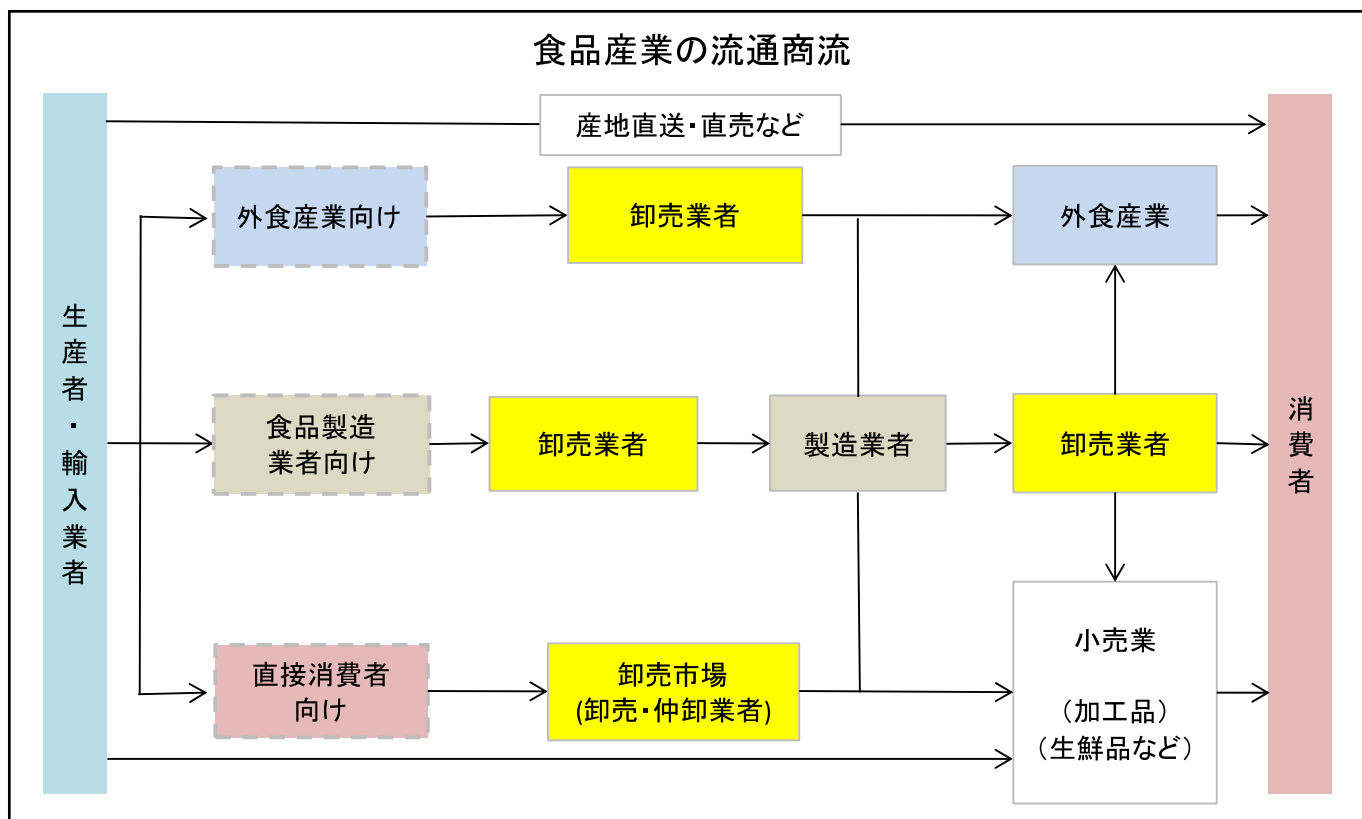 食品産業の流通商流
産地直送・直売など
生産者・輸入業者
外食産業向け
卸売業者
外食産業
食品製造
業者向け
卸売業者
製造業者
卸売業者
消費者
直接消費者
向け
卸売市場
(卸売・仲卸業者)
小売業
（加工品）
（生鮮品など）